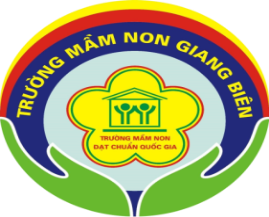 TRƯỜNG MẦM NON GIANG BIÊN
TRƯỜNG MẦM NON
ĐẠT CHUẨN QUỐC GIA